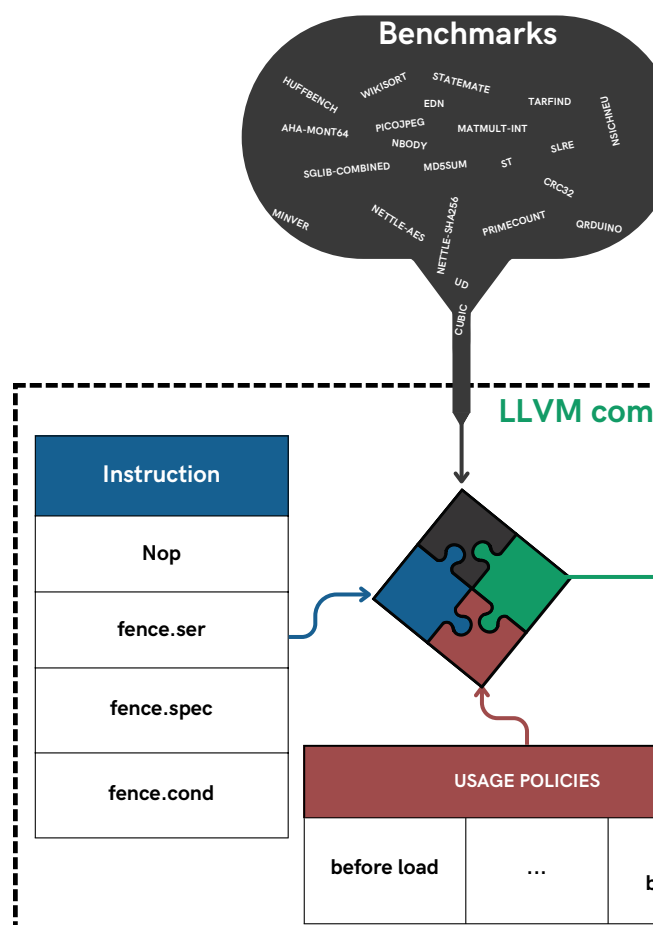 Benchmarks
HUFFBENCH
WIKISORT
STATEMATE
EDN
TARFIND
NSICHNEU
AHA-MONT64
PICOJPEG
MATMULT-INT
NBODY
SLRE
SGLIB-COMBINED
MD5SUM
ST
CRC32
MINVER
NETTLE-AES
NETTLE-SHA256
PRIMECOUNT
QRDUINO
UD
CUBIC
LLVM com
Instruction
Nop
fence.ser
fence.spec
fence.cond
USAGE POLICIES
before load
...
b